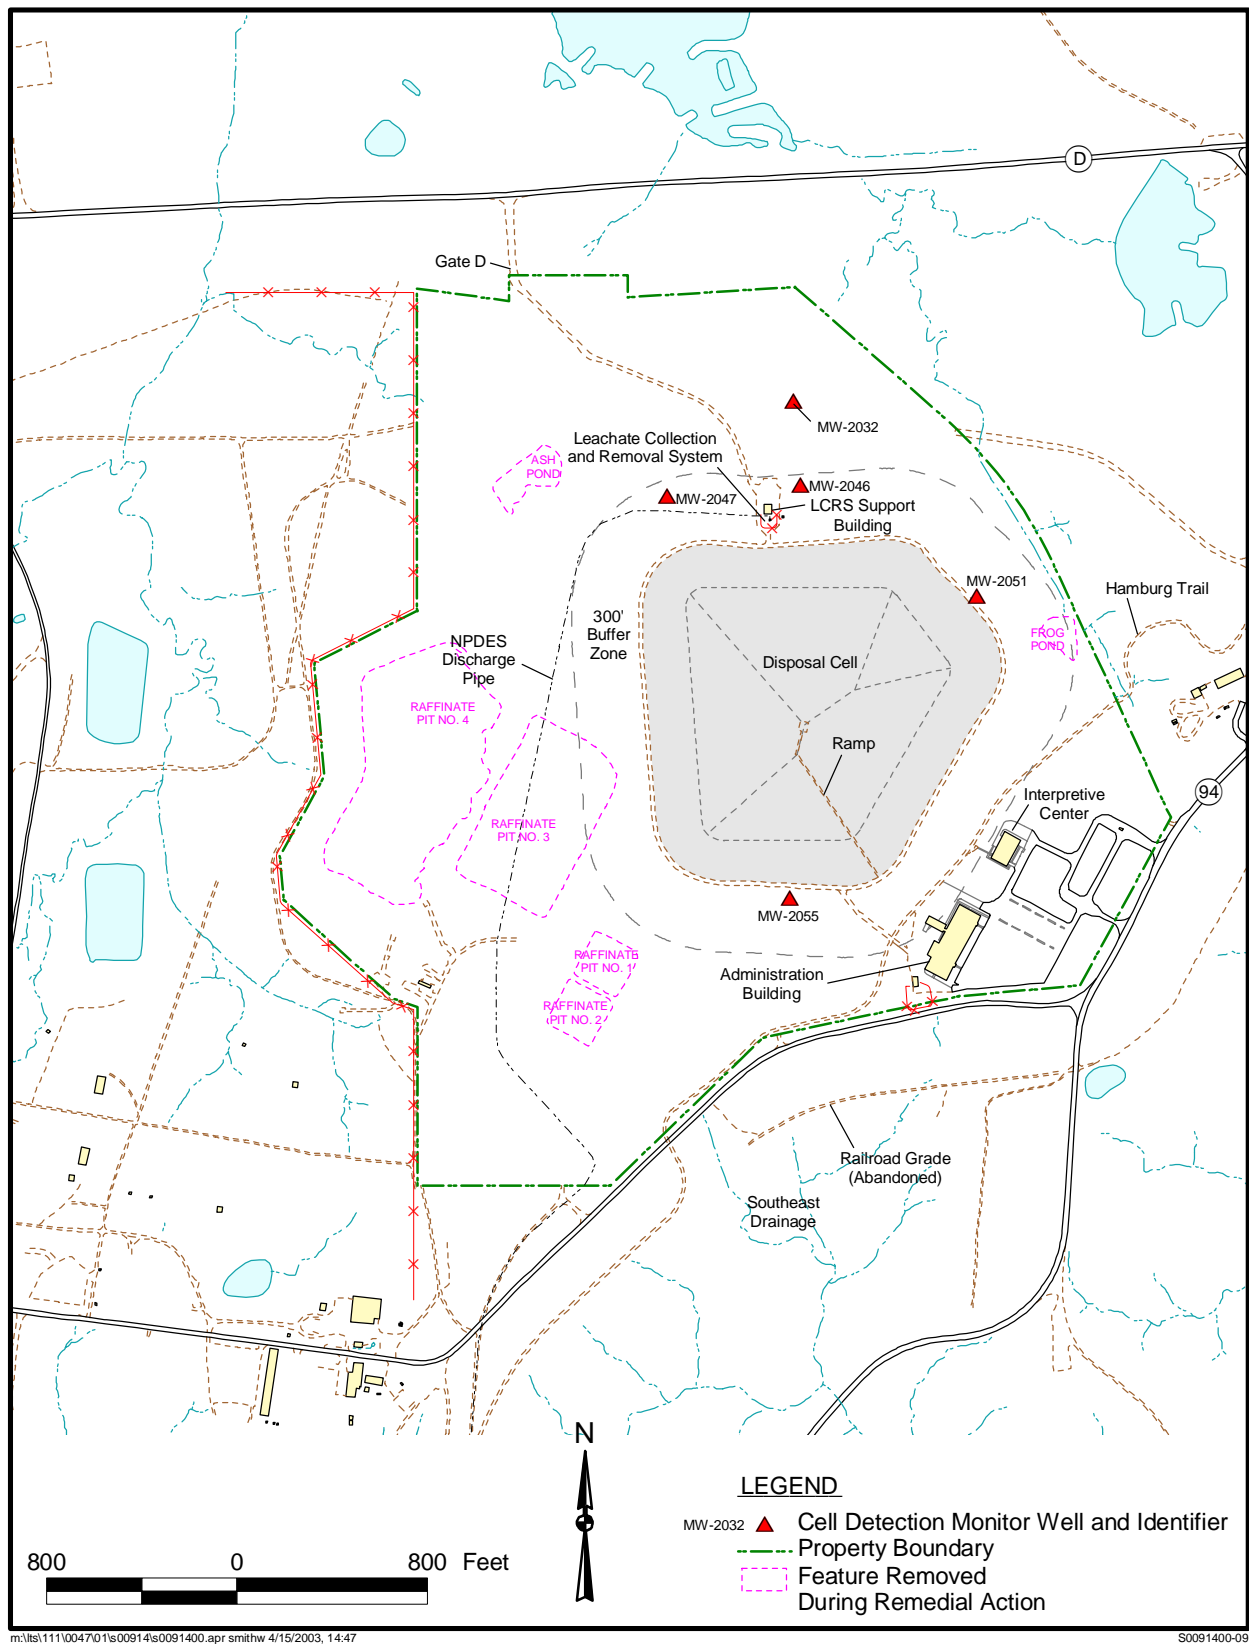 D
Gate D
MW-2032
Leachate Collection
and Removal System
ASH
POND
MW-2047
MW-2046
LCRS Support
Building
MW-2051
Hamburg Trail
300'
Buffer
Zone
FROG
POND
NPDES
Discharge
Pipe
Disposal Cell
RAFFINATE
PIT NO. 4
Ramp
94
Interpretive
Center
RAFFINATE
PIT NO. 3
MW-2055
RAFFINATE
PIT NO. 1
Administration
Building
RAFFINATE
PIT NO. 2
Railroad Grade
(Abandoned)
Southeast
Drainage
N
LEGEND
MW-2032 Cell Detection Monitor Well and Identifier
Property Boundary
Feature Removed
During Remedial Action
800 0 800 Feet
m:\lts\111\0047\01\s00914\s0091400.apr smithw 4/15/2003, 14:47
S0091400-09